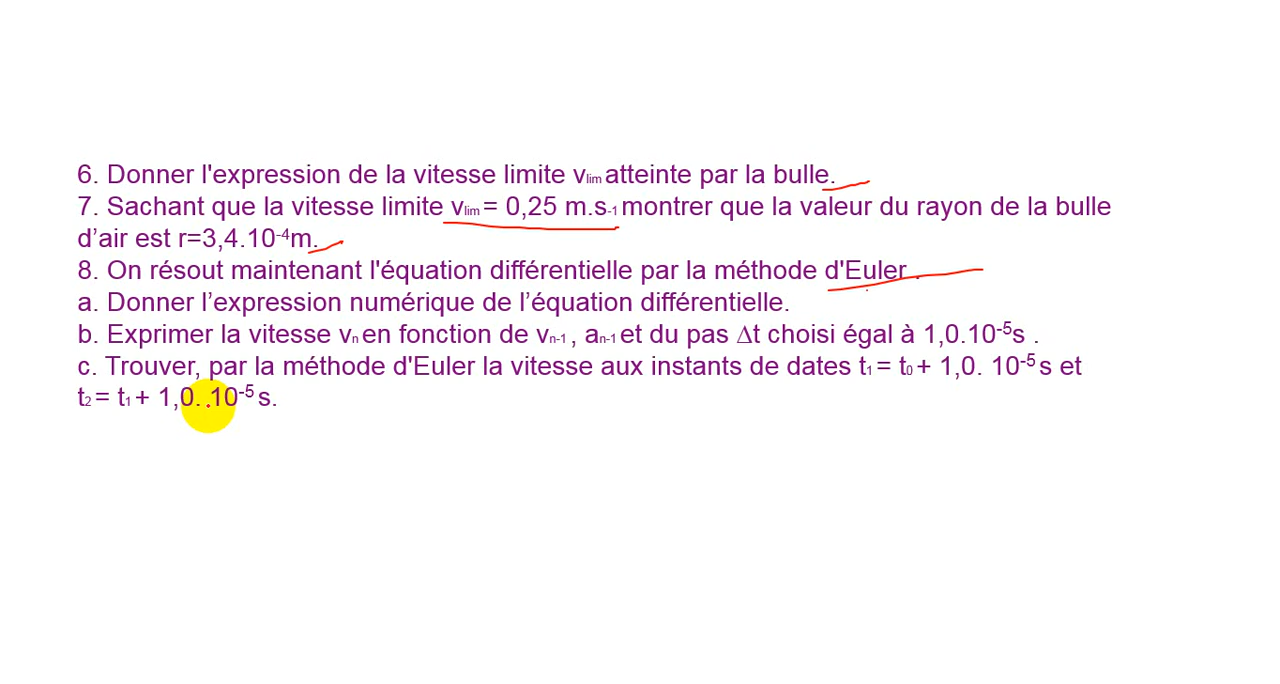 6. Donner l'expression de la vitesse limite vlim atteinte par la bulle.
7. Sachant que la vitesse limite vlim = 0,25 m.s-1 montrer que la valeur du rayon de la bulle
d’air est r=3,4.10-4m.
8. On résout maintenant l'équation différentielle par la méthode d'Euler .
a. Donner l’expression numérique de l’équation différentielle.
b. Exprimer la vitesse vn en fonction de vn-1 , an-1 et du pas ∆t choisi égal à 1,0.10-5s .
c. Trouver, par la méthode d'Euler la vitesse aux instants de dates t1 = t0 + 1,0. 10-5 s et
t2 = t1 + 1,0. 10-5 s.